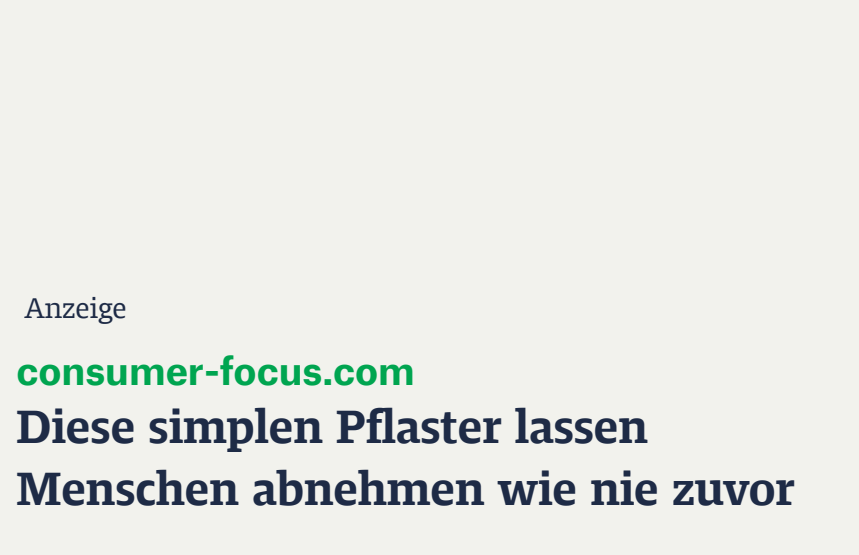 Anzeige
consumer-focus.com
Diese simplen Pflaster lassen
Menschen abnehmen wie nie zuvor